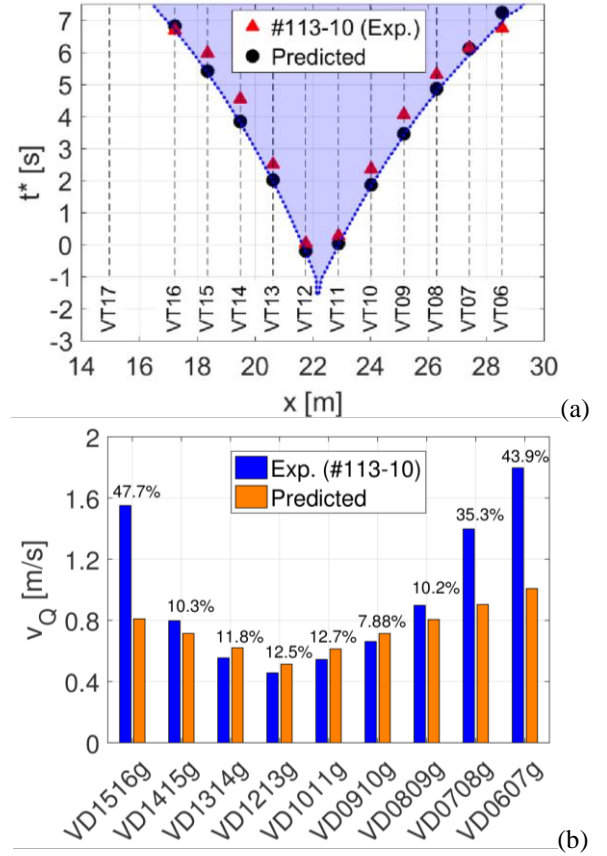 7
6
5
4
3
2
1
0
-1
-2
-3
t* [s]
#113-10 (Exp.)
Predicted
VT17
VT16
VT15
VT14
VT13
VT12
VT11
VT10
VT09
VT08
VT07
VT06
14 16 18 20 22 24 26 28 30
x [m]
(a)
2
1.6
1.2
0.8
0.4
0
v_Q [m/s]
Exp. (#113-10)
Predicted
47.7%
10.3%
11.8%
12.5%
12.7%
7.88%
10.2%
35.3%
43.9%
VD1516g
VD1415g
VD1314g
VD1213g
VD1011g
VD0910g
VD0809g
VD0708g
VD0607g
(b)